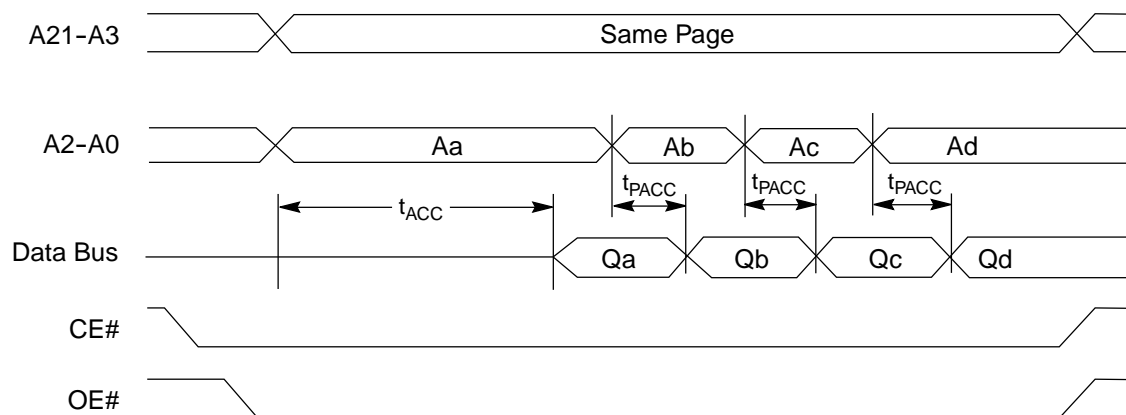 A21-A3 Same Page
A2-A0 Aa Ab Ac Ad
tPACC tPACC tPACC
tACC
Data Bus Qa Qb Qc Qd
CE#
OE#